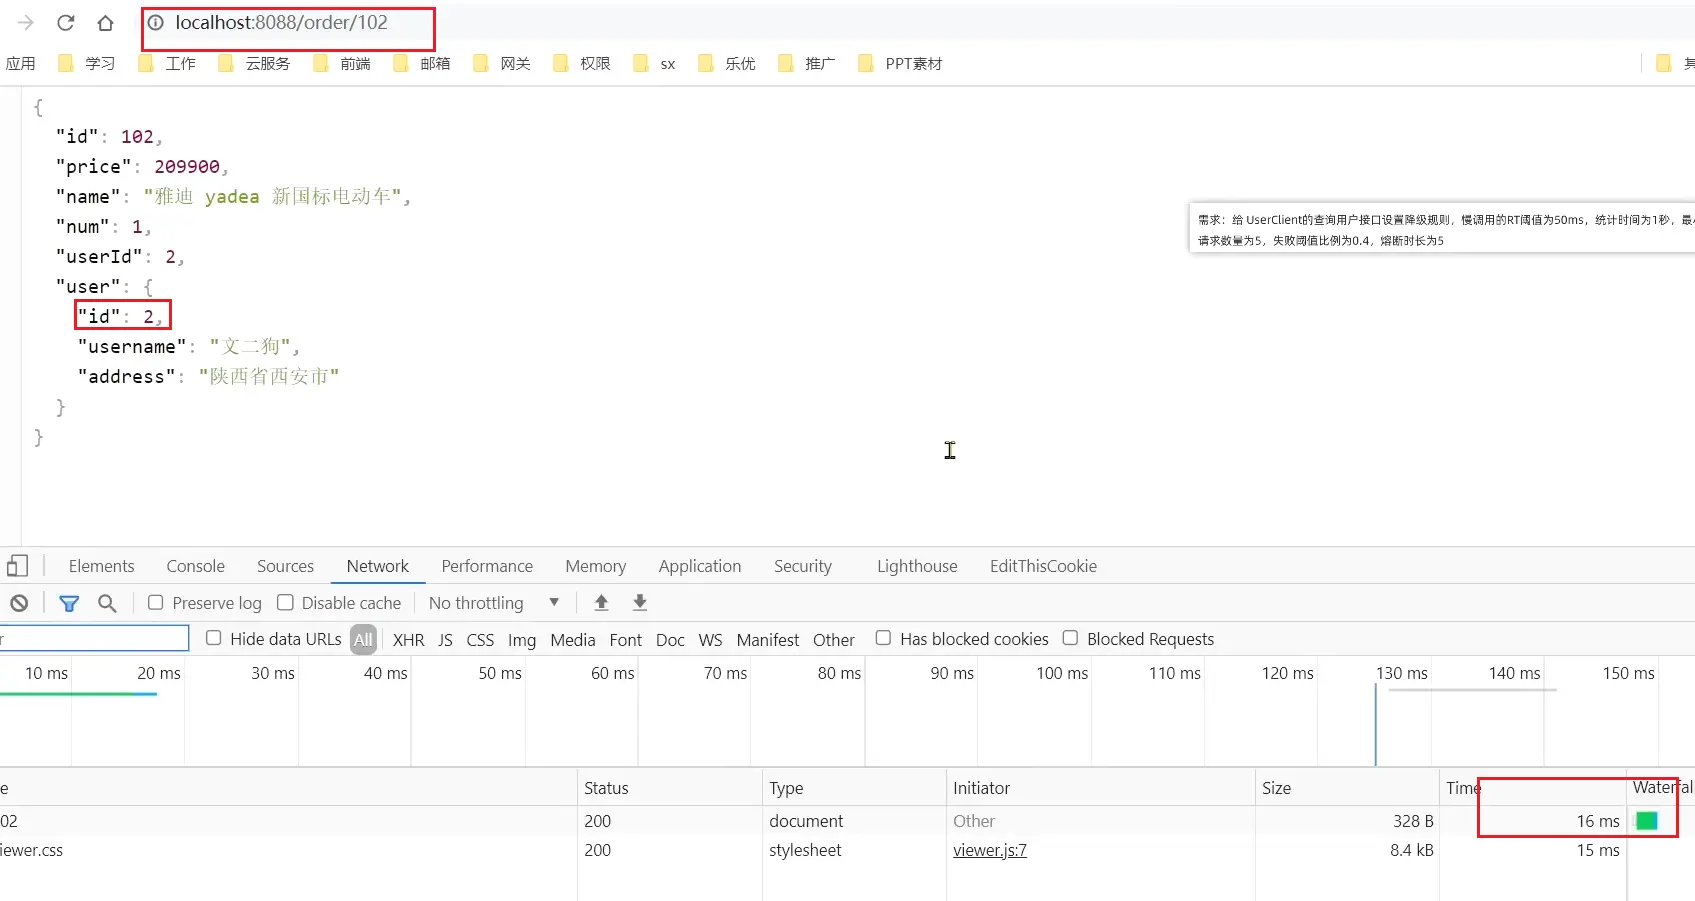 localhost:8088/order/102
应用 学习 工作 云服务 前端 邮箱 网关 权限 sx 乐优 推广 PPT素材
{
"id": 102,
"price": 209900,
"name": "雅迪 yadea 新国标电动车",
"num": 1,
"userId": 2,
"user": {
"id": 2,
"username": "文二狗",
"address": "陕西省西安市"
}
}
需求：给 UserClient的查询用户接口设置降级规则，慢调用的RT阈值为50ms，统计时间为1秒，最
请求数量为5，失败阈值比例为0.4，熔断时长为5
Elements Console Sources Network Performance Memory Application Security Lighthouse EditThisCookie
Preserve log Disable cache No throttling
r Hide data URLs All XHR JS CSS Img Media Font Doc WS Manifest Other Has blocked cookies Blocked Requests
10 ms 20 ms 30 ms 40 ms 50 ms 60 ms 70 ms 80 ms 90 ms 100 ms 110 ms 120 ms 130 ms 140 ms 150 ms
e Status Type Initiator Size Time Waterfal
02 200 document Other 328 B 16 ms
iewer.css 200 stylesheet viewer.js:7 8.4 kB 15 ms